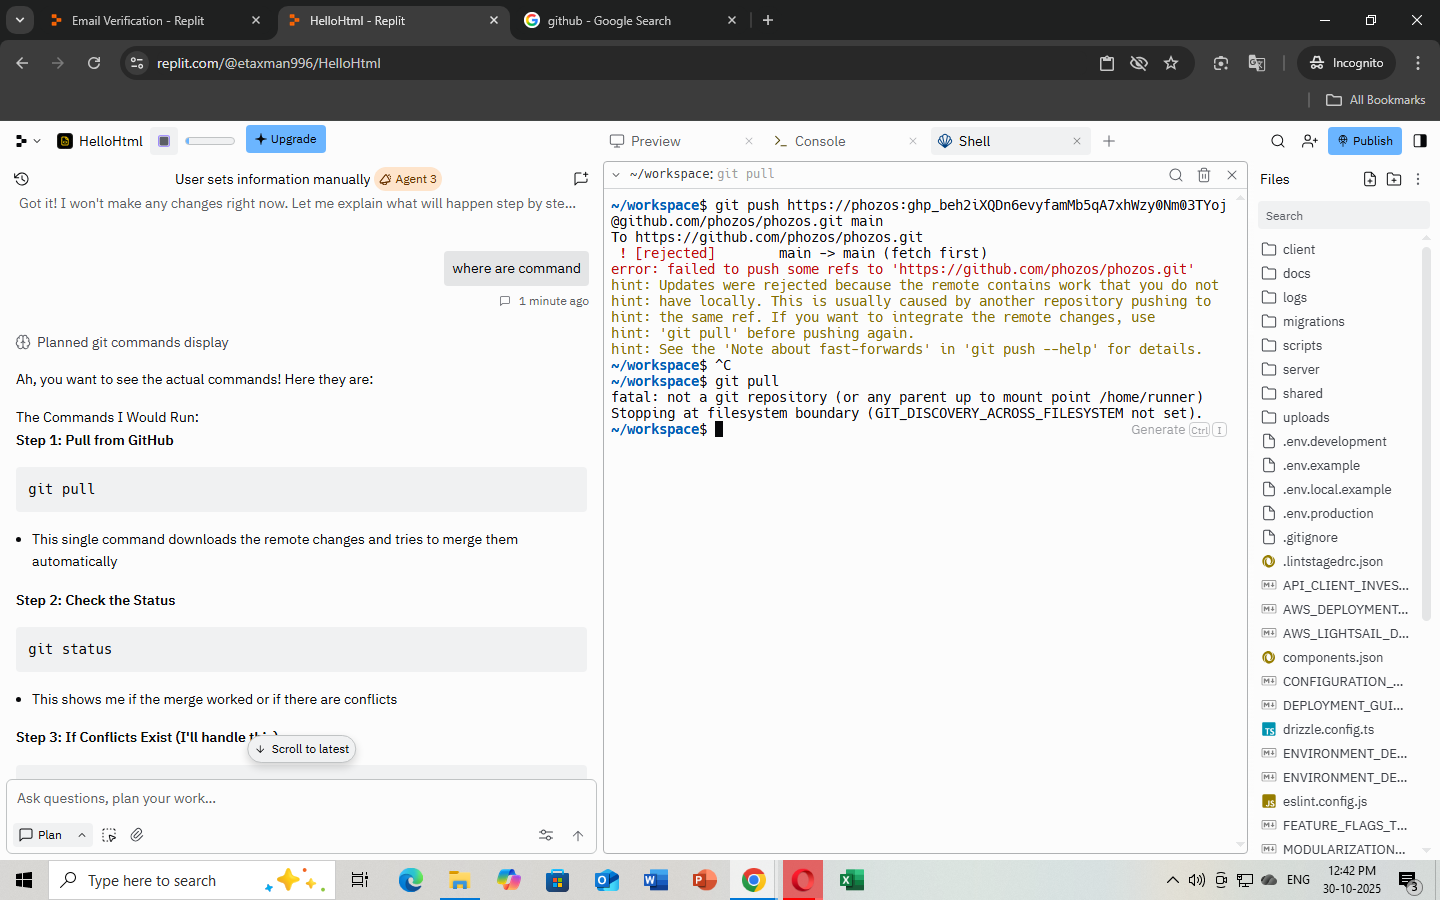 Email Verification - Replit
HelloHtml - Replit
github - Google Search
replit.com/@etaxman996/HelloHtml
Incognito
All Bookmarks
HelloHtml
Upgrade
Preview
Console
Shell
Publish
User sets information manually
Agent 3
Got it! I won't make any changes right now. Let me explain what will happen step by ste...
where are command
1 minute ago
Planned git commands display
Ah, you want to see the actual commands! Here they are:
The Commands I Would Run:
Step 1: Pull from GitHub
git pull
• This single command downloads the remote changes and tries to merge them
automatically
Step 2: Check the Status
git status
• This shows me if the merge worked or if there are conflicts
Step 3: If Conflicts Exist (I'll handle this)
Scroll to latest
Ask questions, plan your work...
Plan
~/workspace: git pull
~/workspace$ git push https://phozos: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
@github.com/phozos/phozos.git main
To https://github.com/phozos/phozos.git
 ! [rejected]        main -> main (fetch first)
error: failed to push some refs to 'https://github.com/phozos/phozos.git'
hint: Updates were rejected because the remote contains work that you do not
hint: have locally. This is usually caused by another repository pushing to
hint: the same ref. If you want to integrate the remote changes, use
hint: 'git pull' before pushing again.
hint: See the 'Note about fast-forwards' in 'git push --help' for details.
~/workspace$ ^C
~/workspace$ git pull
fatal: not a git repository (or any parent up to mount point /home/runner)
Stopping at filesystem boundary (GIT_DISCOVERY_ACROSS_FILESYSTEM not set).
~/workspace$
Generate Ctrl I
Files
Search
client
docs
logs
migrations
scripts
server
shared
uploads
.env.development
.env.example
.env.local.example
.env.production
.gitignore
.lintstagedrc.json
API_CLIENT_INVES...
AWS_DEPLOYMENT...
AWS_LIGHTSAIL_D...
components.json
CONFIGURATION_...
DEPLOYMENT_GUI...
drizzle.config.ts
ENVIRONMENT_DE...
ENVIRONMENT_DE...
eslint.config.js
FEATURE_FLAGS_T...
MODULARIZATION...
Type here to search
ENG
12:42 PM
30-10-2025
3